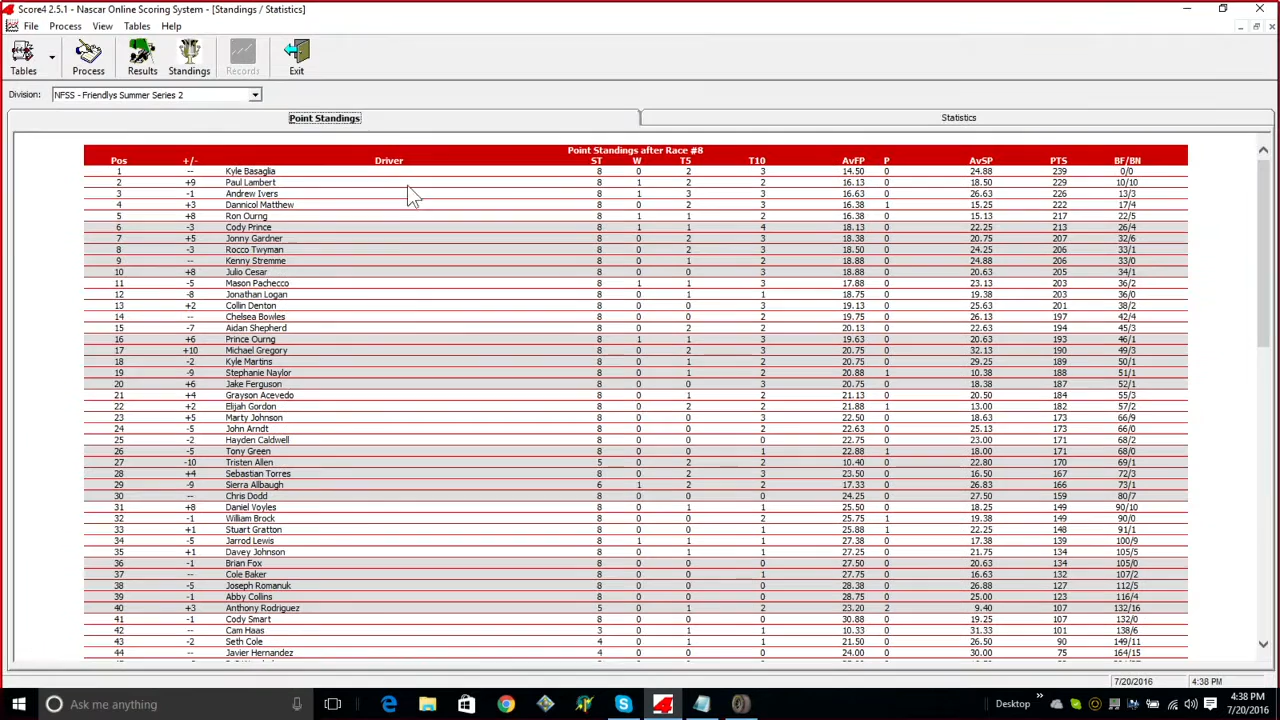 Score4 2.5.1 - Nascar Online Scoring System - [Standings / Statistics]
File Process View Tables Help
Tables Process Results Standings Records Exit
Division: NFSS - Friendlys Summer Series 2
Point Standings Statistics
Point Standings after Race #8
Pos +/- Driver ST W T5 T10 AvFP P AvSP PTS BF/BN
1 -- Kyle Basaglia 8 0 2 3 14.50 0 24.88 239 0/0
2 +9 Paul Lambert 8 1 2 2 16.13 0 18.50 229 10/10
3 -1 Andrew Ivers 8 1 3 3 16.63 0 26.63 226 13/3
4 +3 Dannicol Matthew 8 0 2 3 16.38 1 15.25 222 17/4
5 +8 Ron Ourng 8 1 1 2 16.38 0 15.13 217 22/5
6 -3 Cody Prince 8 1 1 4 18.13 0 22.25 213 26/4
7 +5 Jonny Gardner 8 0 2 3 18.38 0 20.75 207 32/6
8 -3 Rocco Twyman 8 0 2 3 18.50 0 24.25 206 33/1
9 -- Kenny Stremme 8 0 1 2 18.88 0 24.88 206 33/0
10 +8 Julio Cesar 8 0 0 3 18.88 0 20.63 205 34/1
11 -5 Mason Pachecco 8 1 1 3 17.88 0 23.13 203 36/2
12 -8 Jonathan Logan 8 0 1 1 18.75 0 19.38 203 36/0
13 +2 Collin Denton 8 0 0 3 19.13 0 25.63 201 38/2
14 -- Chelsea Bowles 8 0 0 2 19.75 0 26.13 197 42/4
15 -7 Aidan Shepherd 8 0 2 2 20.13 0 22.63 194 45/3
16 +6 Prince Ourng 8 1 1 3 19.63 0 20.63 193 46/1
17 +10 Michael Gregory 8 0 2 3 20.75 0 32.13 190 49/3
18 -2 Kyle Martins 8 0 1 2 20.75 0 29.25 189 50/1
19 -9 Stephanie Naylor 8 0 1 2 20.88 1 10.38 188 51/1
20 +6 Jake Ferguson 8 0 0 3 20.75 0 18.38 187 52/1
21 +4 Grayson Acevedo 8 0 1 2 21.13 0 20.50 184 55/3
22 +2 Elijah Gordon 8 0 2 2 21.88 1 13.00 182 57/2
23 +5 Marty Johnson 8 0 0 3 22.50 0 18.63 173 66/9
24 -5 John Arndt 8 0 0 2 22.63 0 25.13 171 68/2
25 -2 Hayden Caldwell 8 0 0 0 22.75 0 23.00 171 68/2
26 -5 Tony Green 8 0 0 1 22.88 1 18.00 171 68/0
27 -10 Tristen Allen 5 0 2 2 10.40 0 22.80 170 69/1
28 +4 Sebastian Torres 8 0 2 3 23.50 0 16.50 167 72/3
29 -9 Sierra Allbaugh 6 1 2 2 17.33 0 26.83 166 73/1
30 -- Chris Dodd 8 0 0 0 24.25 0 27.50 159 80/7
31 +8 Daniel Voyles 8 0 1 1 25.50 0 18.25 149 90/10
32 -1 William Brock 8 0 0 2 25.75 1 19.38 149 90/0
33 +1 Stuart Gratton 8 0 0 1 25.88 1 22.25 148 91/1
34 -5 Jarrod Lewis 8 1 1 1 27.38 0 17.38 139 100/9
35 +1 Davey Johnson 8 0 1 1 27.25 0 21.75 134 105/5
36 -1 Brian Fox 8 0 0 0 27.50 0 20.63 134 105/0
37 -- Cole Baker 8 0 0 1 27.75 0 16.63 132 107/2
38 -5 Joseph Romanuk 8 0 0 0 28.38 0 26.88 127 112/5
39 -1 Abby Collins 8 0 0 0 28.75 0 25.00 123 116/4
40 +3 Anthony Rodriguez 5 0 1 2 23.20 2 9.40 107 132/16
41 -1 Cody Smart 8 0 0 0 30.88 0 19.25 107 132/0
42 -- Cam Haas 3 0 1 1 10.33 0 31.33 101 138/6
43 -2 Seth Cole 4 0 1 1 21.50 0 26.50 90 149/11
44 -- Javier Hernandez 4 0 0 0 24.00 0 30.00 75 164/15
7/20/2016 4:38 PM
Ask me anything
Desktop
4:38 PM
7/20/2016